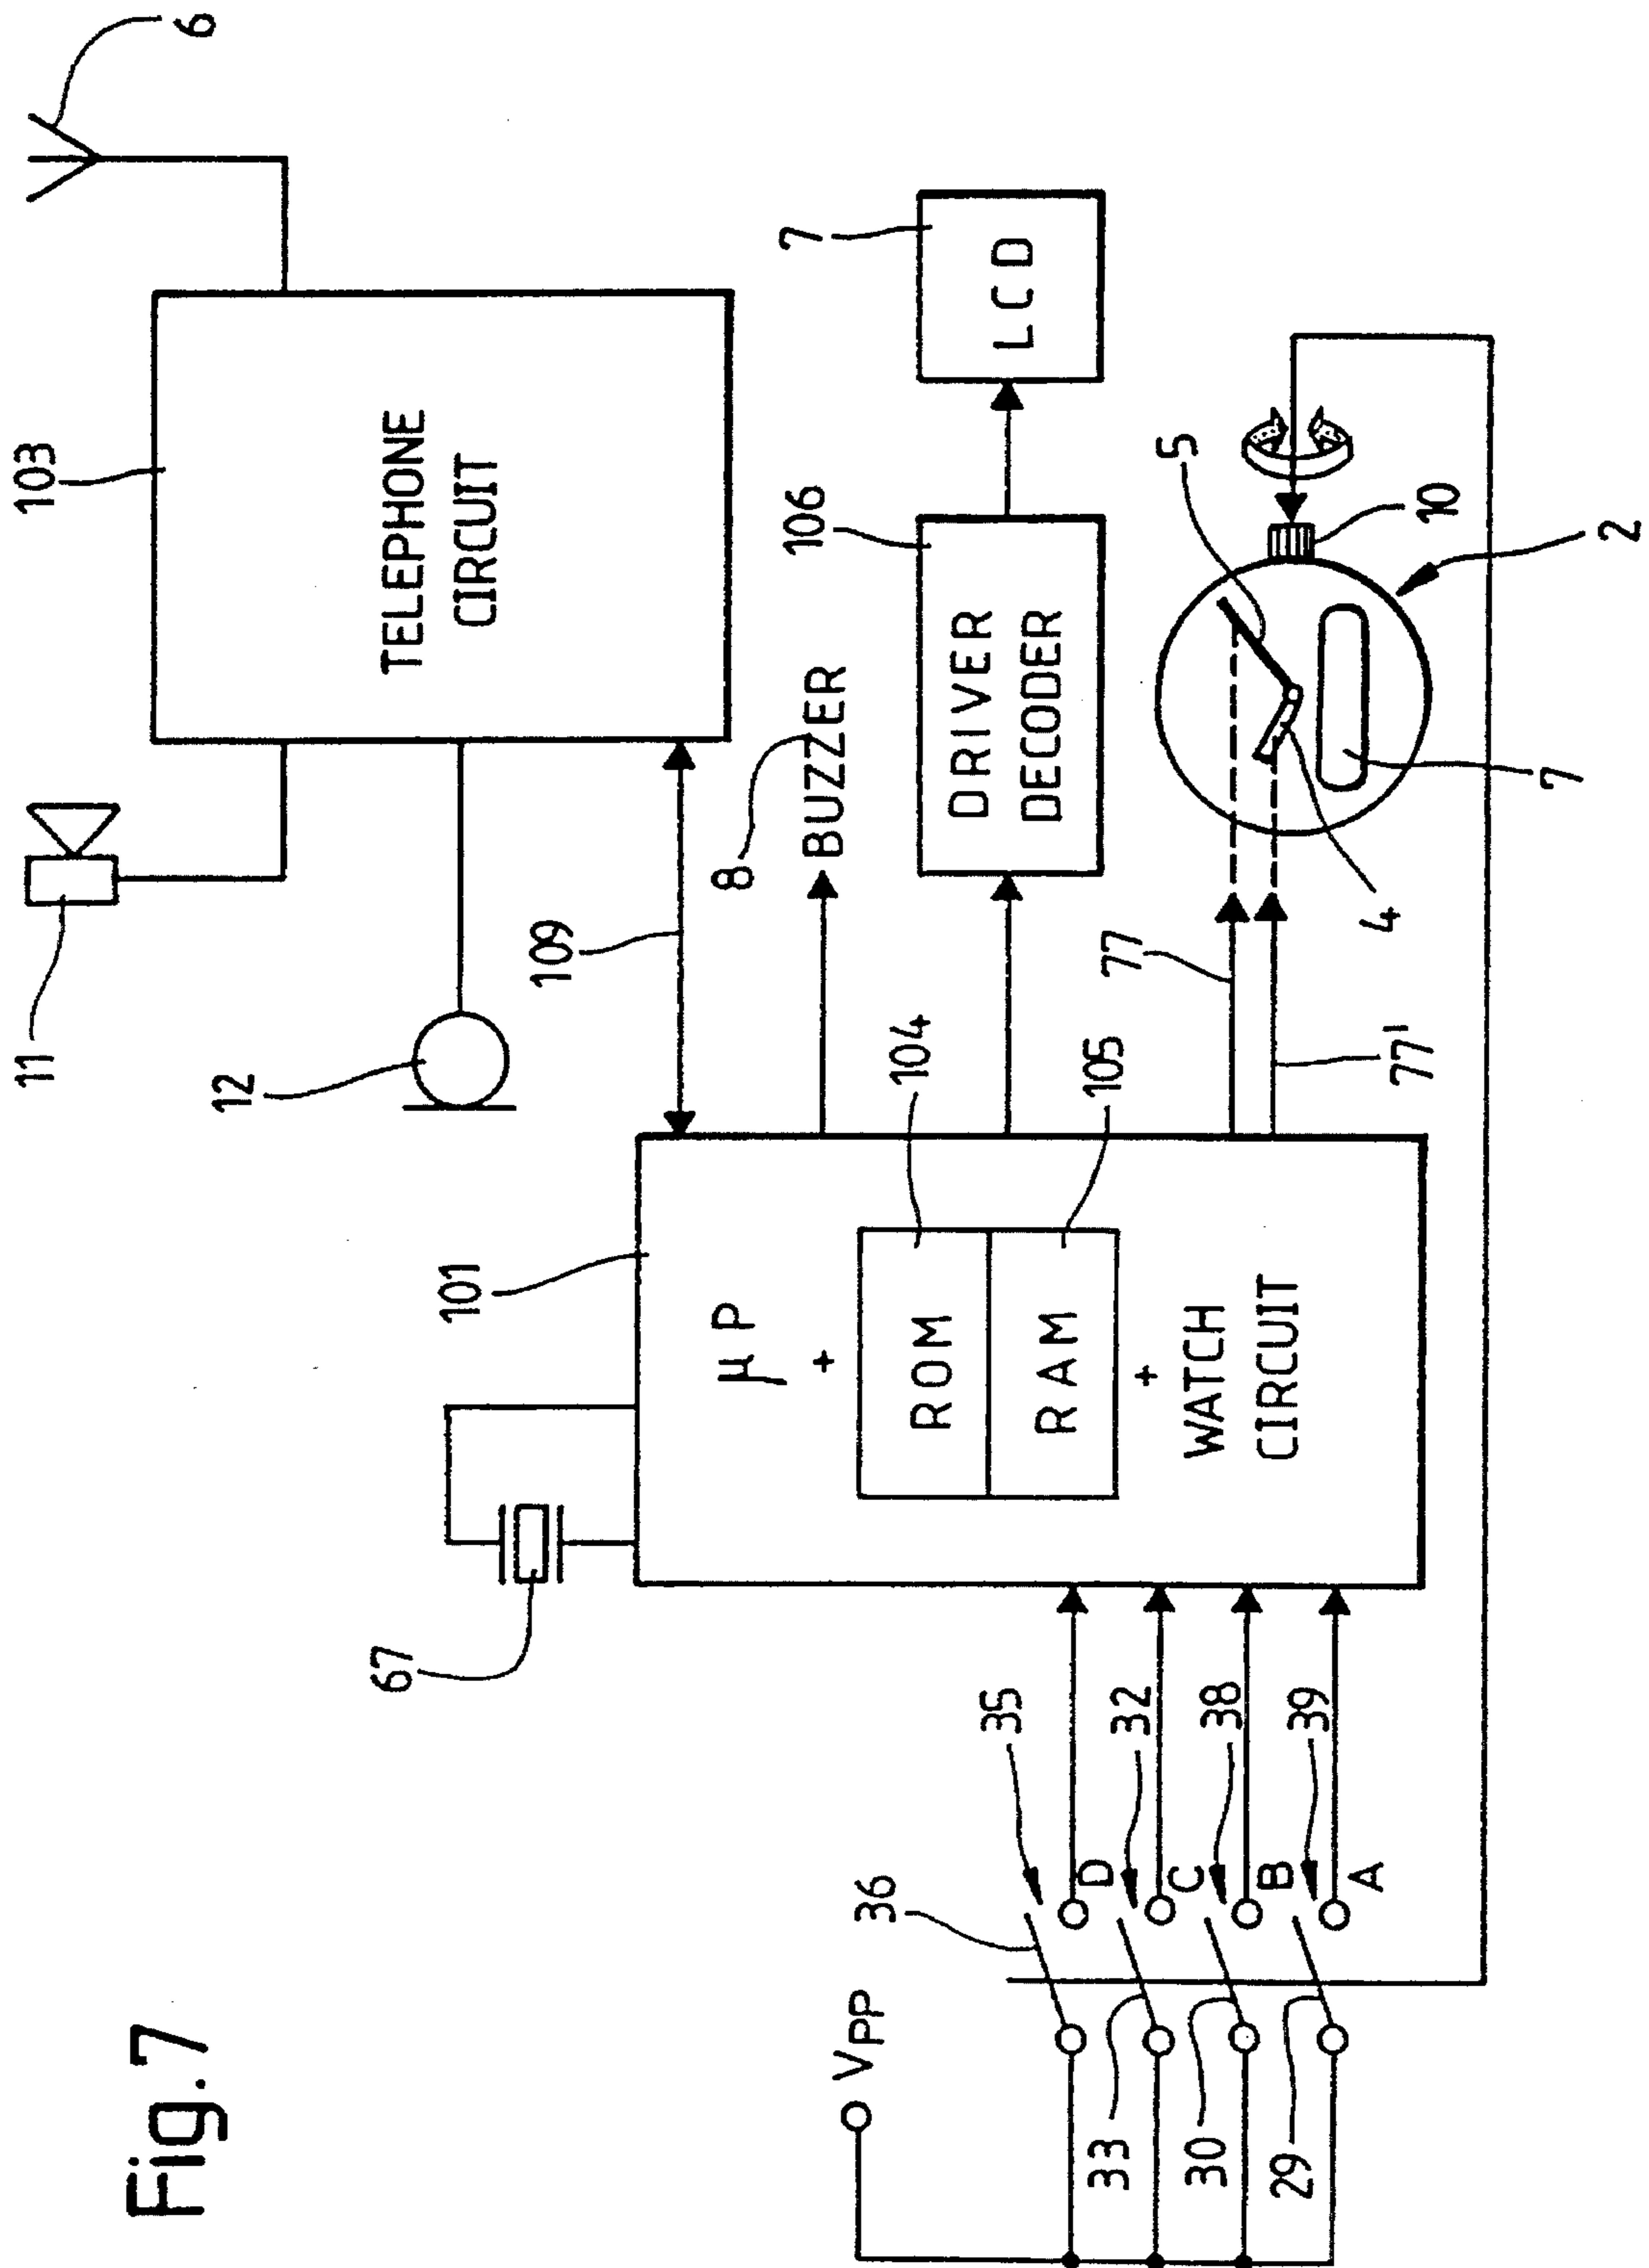 Fig.7
11
6
103
TELEPHONE
CIRCUIT
12
109
8
BUZZER
7
LCD
106
DRIVER
DECODER
101
67
µP
+
ROM
RAM
+
WATCH
CIRCUIT
104
105
77
77'
5
10
2
4
7
VPP
36
35
D
33
32
C
30
38
B
29
39
A